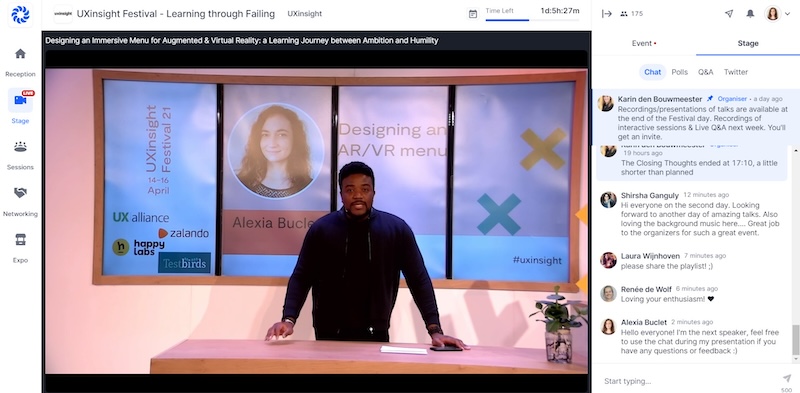 uxinsight
UXinsight Festival - Learning through Failing
UXinsight
Time Left
1d:5h:27m
175
Reception
LIVE
Stage
Sessions
Networking
Expo
Designing an Immersive Menu for Augmented & Virtual Reality: a Learning Journey between Ambition and Humility
UXinsight
Festival 21
14-16
April
UX alliance
zalando
happy
labs
Testbirds
Alexia Bucle
Designing an
AR/VR menu
#uxinsight
Event
Stage
Chat
Polls
Q&A
Twitter
Karin den Bouwmeester
Organiser • a day ago
Recordings/presentations of talks are available
at the end of the Festival day. Recordings of
interactive sessions & Live Q&A next week. You'll
get an invite.
Karin den Bouwmeester
19 hours ago
The Closing Thoughts ended at 17:10, a little
shorter than planned
Shirsha Ganguly 12 minutes ago
Hi everyone on the second day. Looking
forward to another day of amazing talks. Also
loving the background music here.... Great job
to the organizers for such a great event.
Laura Wijnhoven 7 minutes ago
please share the playlist! ;)
Renée de Wolf 6 minutes ago
Loving your enthusiasm! ♥
Alexia Buclet 2 minutes ago
Hello everyone! I'm the next speaker, feel free
to use the chat during my presentation if you
have any questions or feedback :)
Start typing...
500